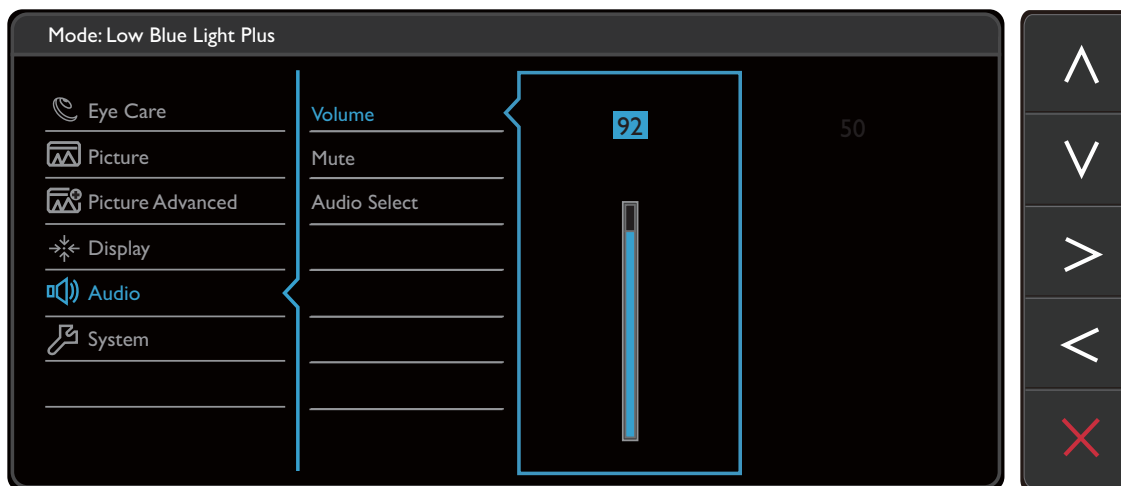 Mode: Low Blue Light Plus
Eye Care
Picture
Picture Advanced
Display
Audio
System
Volume
Mute
Audio Select
92
50